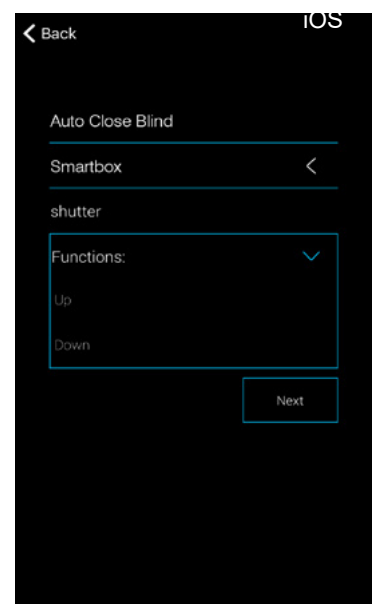 iOS
Back
Auto Close Blind
Smartbox
shutter
Functions:
Up
Down
Next